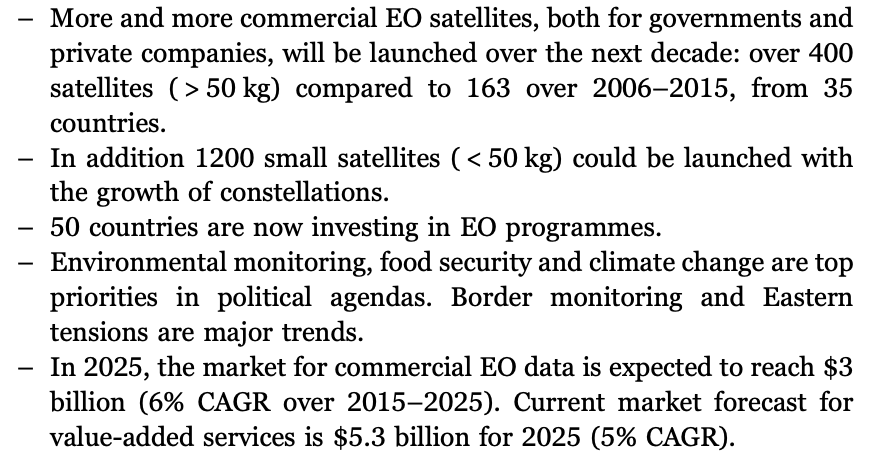 – More and more commercial EO satellites, both for governments and
private companies, will be launched over the next decade: over 400
satellites (> 50 kg) compared to 163 over 2006–2015, from 35
countries.
– In addition 1200 small satellites (< 50 kg) could be launched with
the growth of constellations.
– 50 countries are now investing in EO programmes.
– Environmental monitoring, food security and climate change are top
priorities in political agendas. Border monitoring and Eastern
tensions are major trends.
– In 2025, the market for commercial EO data is expected to reach $3
billion (6% CAGR over 2015–2025). Current market forecast for
value-added services is $5.3 billion for 2025 (5% CAGR).